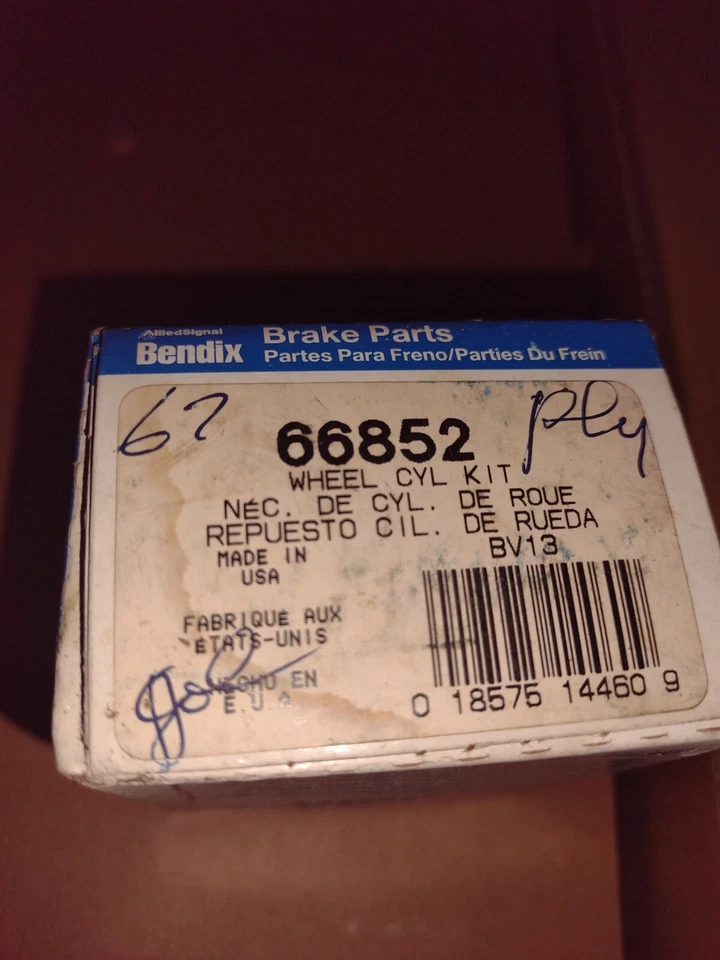 AlliedSignal
Bendix
Brake Parts
Partes Para Freno/Parties Du Frein
67
66852
Ply
WHEEL CYL KIT
NÉC. DE CYL. DE ROUE
REPUESTO CIL. DE RUEDA
MADE IN
USA
BV13
FABRIQUE AUX
ÉTATS-UNIS
HECHO EN
E U A
0 18575 14460 9